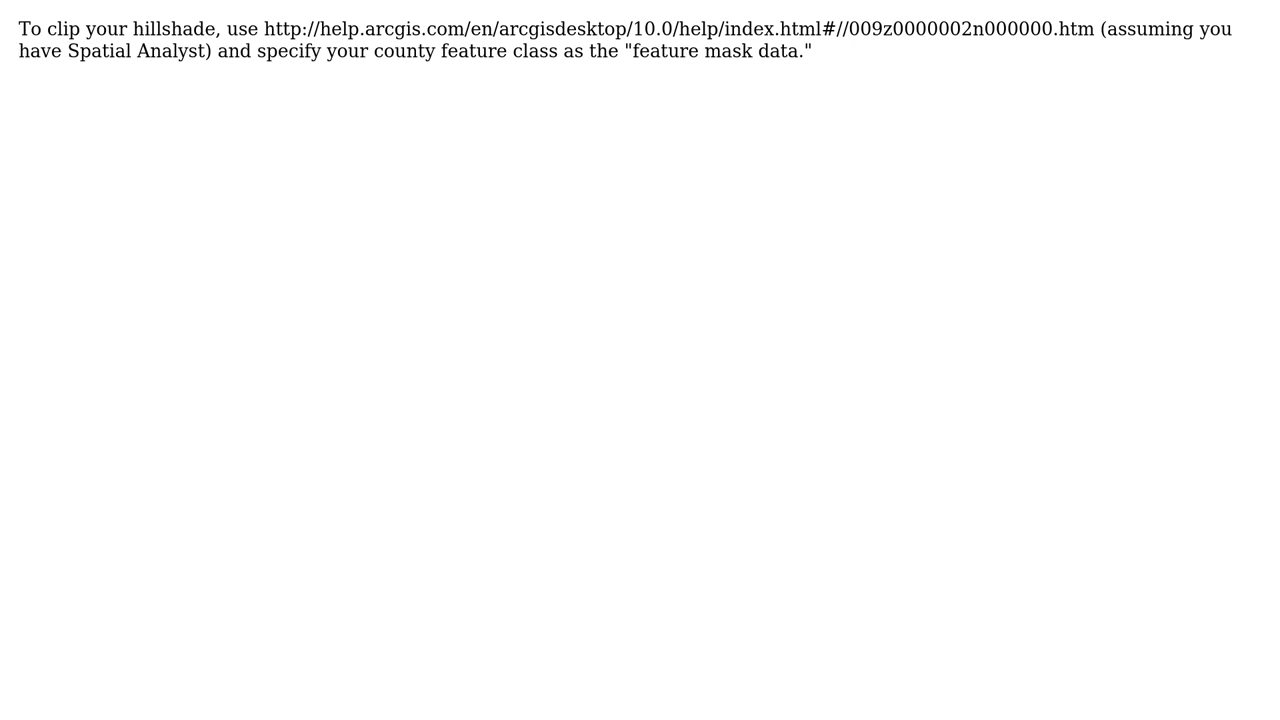 To clip your hillshade, use http://help.arcgis.com/en/arcgisdesktop/10.0/help/index.html#//009z0000002n000000.htm (assuming you
have Spatial Analyst) and specify your county feature class as the "feature mask data."